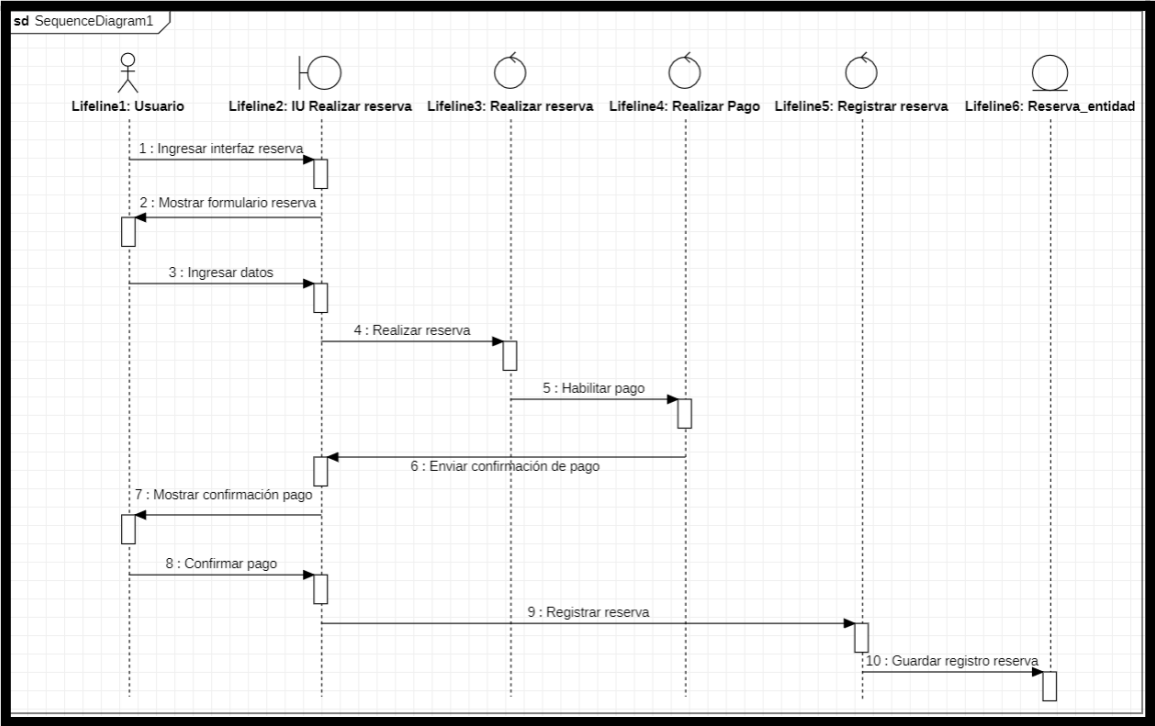 sd SequenceDiagram1
Lifeline1: Usuario
Lifeline2: IU Realizar reserva
Lifeline3: Realizar reserva
Lifeline4: Realizar Pago
Lifeline5: Registrar reserva
Lifeline6: Reserva_entidad
1 : Ingresar interfaz reserva
2 : Mostrar formulario reserva
3 : Ingresar datos
4 : Realizar reserva
5 : Habilitar pago
6 : Enviar confirmación de pago
7 : Mostrar confirmación pago
8 : Confirmar pago
9 : Registrar reserva
10 : Guardar registro reserva